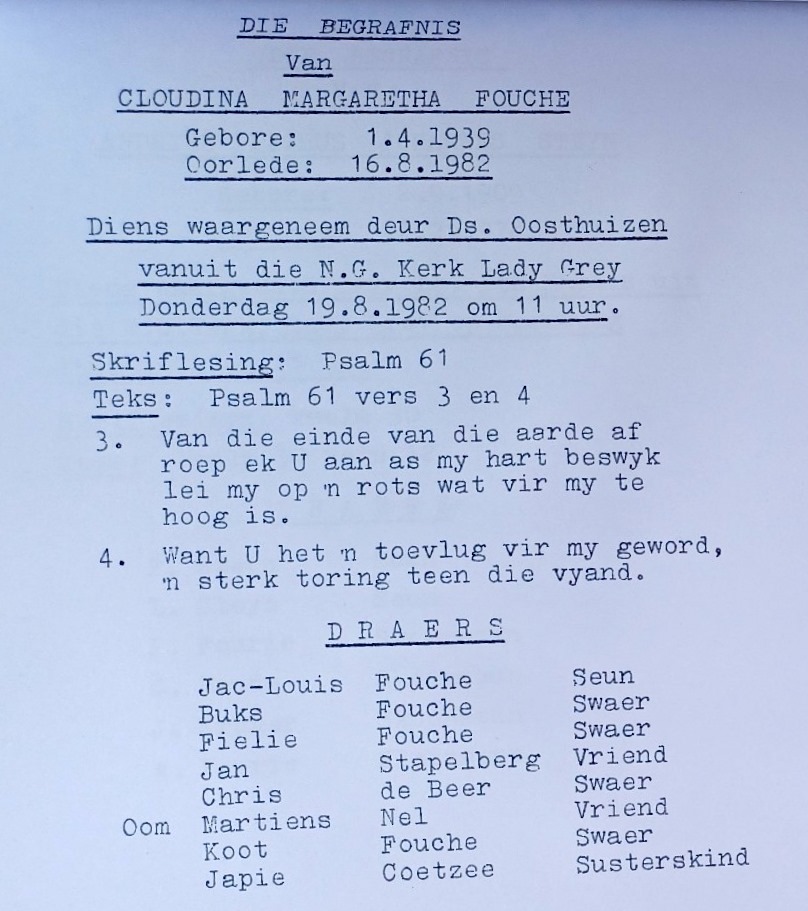 DIE BEGRAFNIS
Van
CLOUDINA MARGARETHA FOUCHE
Gebore: 1.4.1939
Oorlede: 16.8.1982
Diens waargeneem deur Ds. Oosthuizen
vanuit die N.G. Kerk Lady Grey
Donderdag 19.8.1982 om 11 uur.
Skriflesing: Psalm 61
Teks: Psalm 61 vers 3 en 4
3. Van die einde van die aarde af
roep ek U aan as my hart beswyk
lei my op 'n rots wat vir my te
hoog is.
4. Want U het 'n toevlug vir my geword,
'n sterk toring teen die vyand.
D R A E R S
Jac-Louis Fouche Seun
Buks Fouche Swaer
Fielie Fouche Swaer
Jan Stapelberg Vriend
Chris de Beer Swaer
Oom Martiens Nel Vriend
Koot Fouche Swaer
Japie Coetzee Susterskind